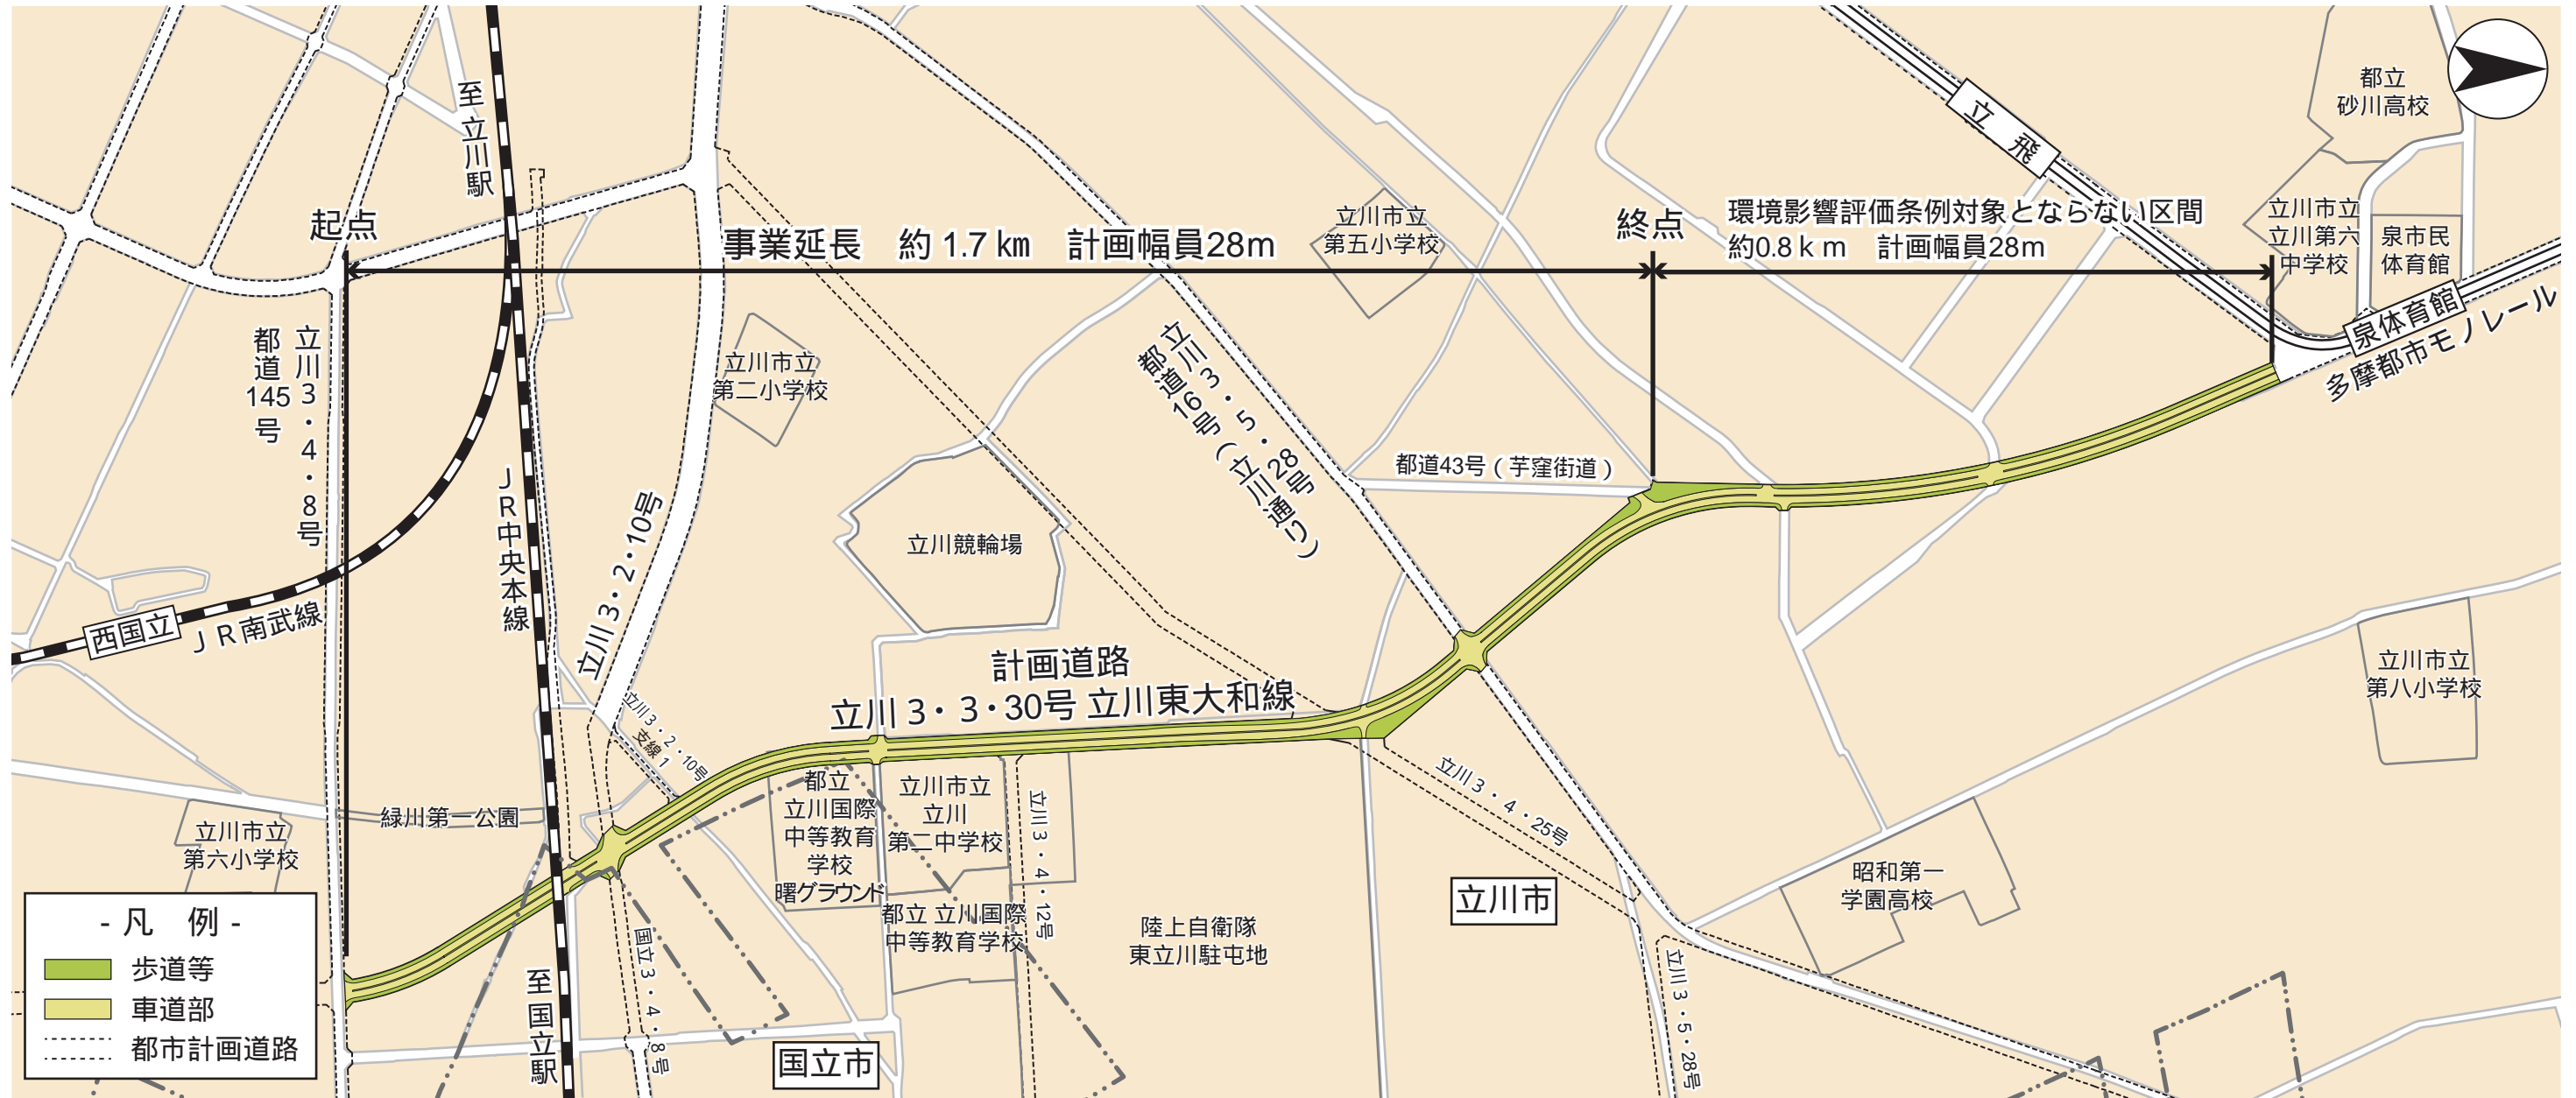 至立川駅
起点
事業延長　約 1.7 ㎞　計画幅員28m
終点
環境影響評価条例対象とならない区間
約0.8ｋｍ　計画幅員28m
立飛
都立
砂川高校
立川市立
立川第六
中学校
泉市民
体育館
泉体育館
多摩都市モノレール
立川市立
第五小学校
立川市立
第二小学校
立川３・４・８号
都道145号
ＪＲ中央本線
立川３・２・10号
立川３・５・28号
都道16号（立川通り）
都道43号（芋窪街道）
立川競輪場
西国立
ＪＲ南武線
計画道路
立川３・３・30号 立川東大和線
立川３・２・10号
支線１
立川市立
第八小学校
緑川第一公園
立川市立
第六小学校
都立
立川国際
中等教育
学校
曙グラウンド
立川市立
立川
第二中学校
立川３・４・12号
都立 立川国際
中等教育学校
陸上自衛隊
東立川駐屯地
立川３・４・25号
立川市
昭和第一
学園高校
立川３・５・28号
国立３・４・８号
至国立駅
国立市
- 凡　例 -
歩道等
車道部
都市計画道路